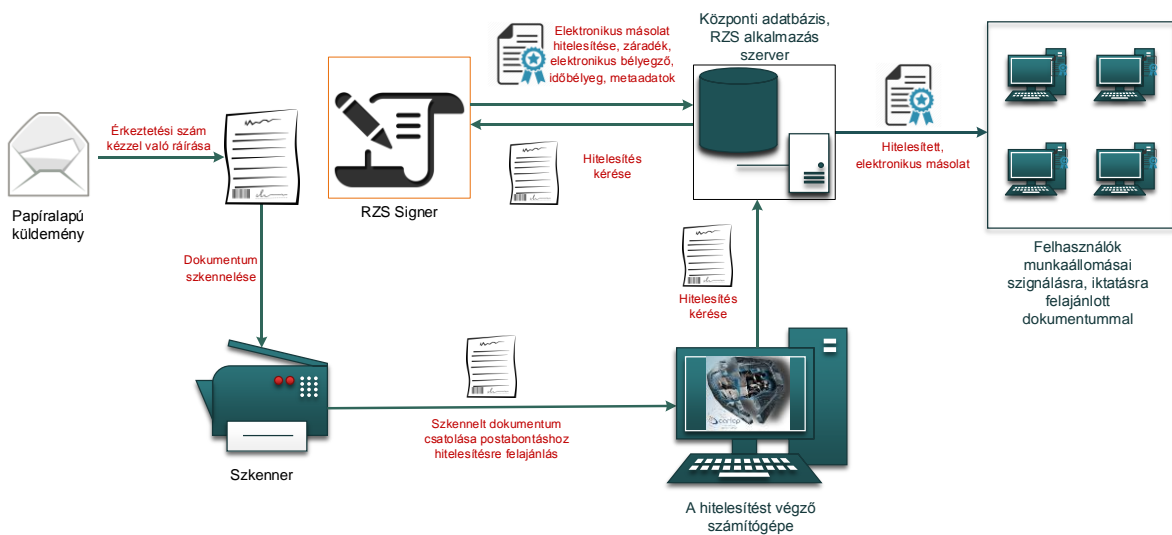 Papíralapú
küldemény
Érkeztetési szám
kézzel való ráírása
Dokumentum
szkennelése
Szkenner
Szkennelt dokumentum
csatolása postabontáshoz
hitelesítésre felajánlás
A hitelesítést végző
számítógépe
Hitelesítés
kérése
RZS Signer
Elektronikus másolat
hitelesítése, záradék,
elektronikus bélyegző,
időbélyeg, metaadatok
Hitelesítés
kérése
Központi adatbázis,
RZS alkalmazás
szerver
Hitelesített,
elektronikus másolat
Felhasználók
munkaállomásai
szignálásra, iktatásra
felajánlott
dokumentummal